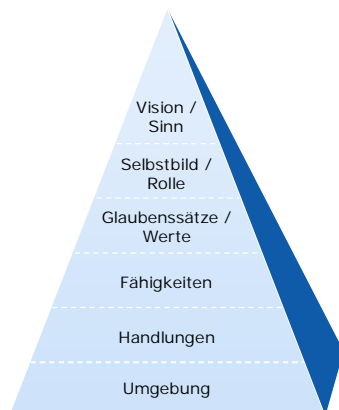 Vision /
Sinn
Selbstbild /
Rolle
Glaubenssätze /
Werte
Fähigkeiten
Handlungen
Umgebung